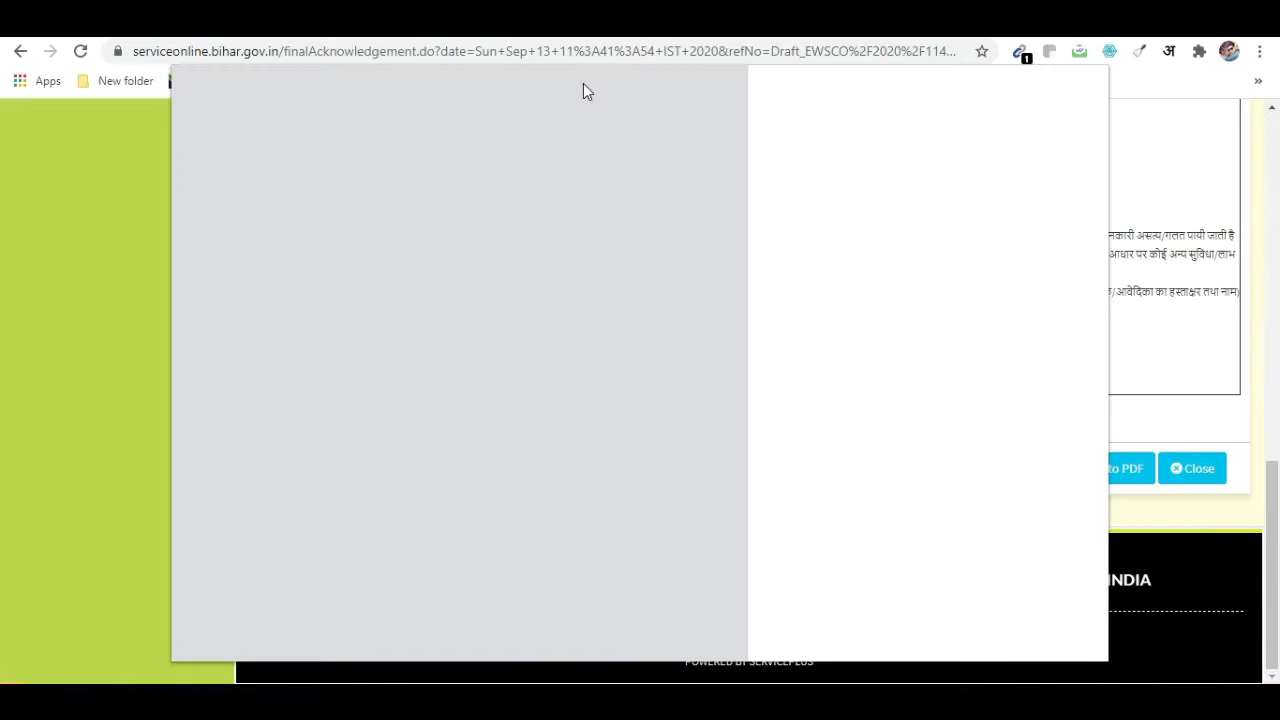 serviceonline.bihar.gov.in/finalAcknowledgement.do?date=Sun+Sep+13+11%3A41%3A54+IST+2020&refNo=Draft_EWSCO%2F2020%2F114...
1
अ
Apps
New folder
»
नकारी असत्य/गलत पायी जाती है
आधार पर कोई अन्य सुविधा/लाभ
/आवेदिका का हस्ताक्षर तथा नाम)
to PDF
Close
INDIA
POWERED BY SERVICEPLUS